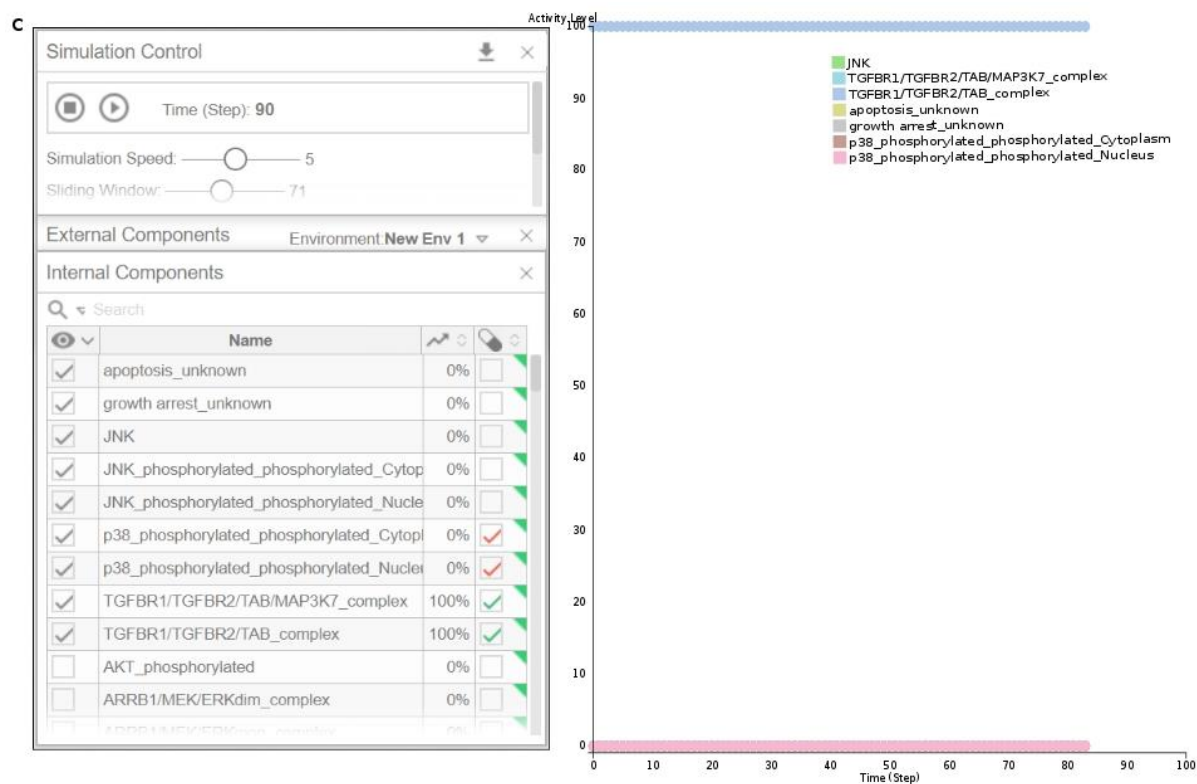 C
Simulation Control
Time (Step): 90
Simulation Speed: 5
Sliding Window: 71
External Components Environment:New Env 1
Internal Components
Search
Name
apoptosis_unknown 0%
growth arrest_unknown 0%
JNK 0%
JNK_phosphorylated_phosphorylated_Cytop 0%
JNK_phosphorylated_phosphorylated_Nucle 0%
p38_phosphorylated_phosphorylated_Cytopl 0%
p38_phosphorylated_phosphorylated_Nuclei 0%
TGFBR1/TGFBR2/TAB/MAP3K7_complex 100%
TGFBR1/TGFBR2/TAB_complex 100%
AKT_phosphorylated 0%
ARRB1/MEK/ERKdim_complex 0%
Activity Level
100
90
80
70
60
50
40
30
20
10
0
JNK
TGFBR1/TGFBR2/TAB/MAP3K7_complex
TGFBR1/TGFBR2/TAB_complex
apoptosis_unknown
growth arrest_unknown
p38_phosphorylated_phosphorylated_Cytoplasm
p38_phosphorylated_phosphorylated_Nucleus
0 10 20 30 40 50 60 70 80 90 100
Time (Step)